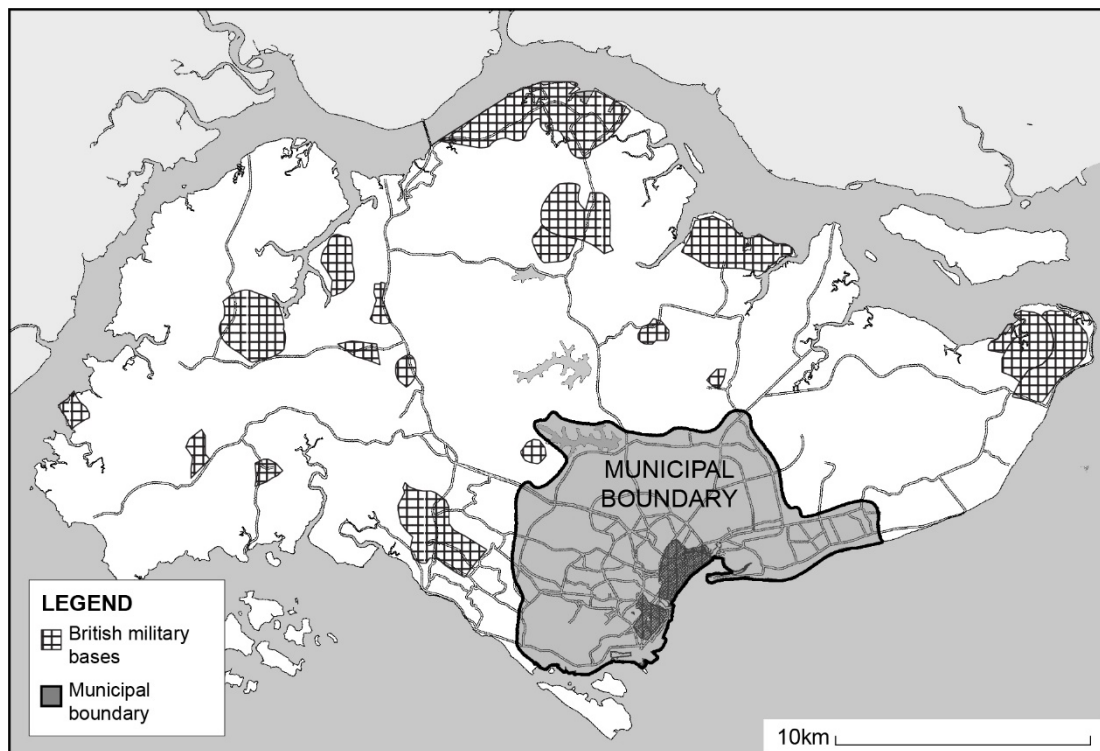 MUNICIPAL
BOUNDARY
LEGEND
British military
bases
Municipal
boundary
10km